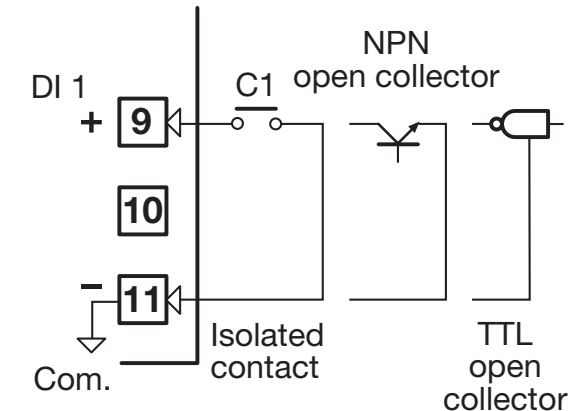 NPN
open collector
DI 1
C1
+
9
10
−
11
Com.
Isolated
contact
TTL
open
collector